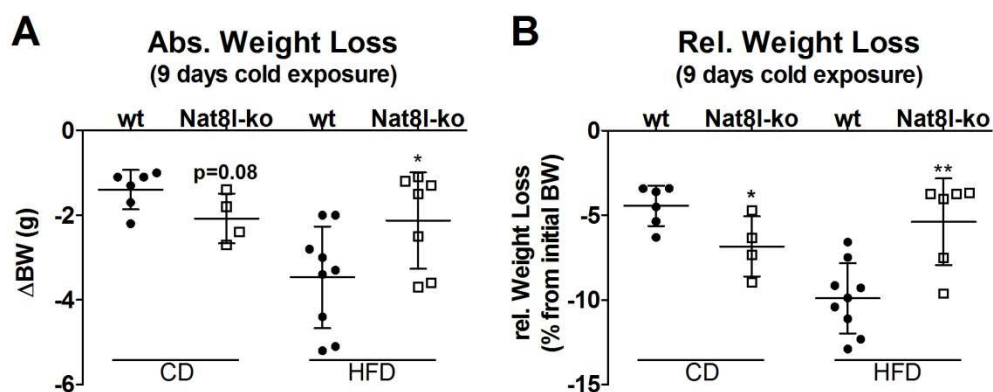 A
Abs. Weight Loss
(9 days cold exposure)
wt Nat8l-ko wt Nat8l-ko
0
-2
-4
-6
ΔBW (g)
p=0.08
*
CD HFD
B
Rel. Weight Loss
(9 days cold exposure)
wt Nat8l-ko wt Nat8l-ko
0
-5
-10
-15
rel. Weight Loss
(% from initial BW)
*
**
CD HFD